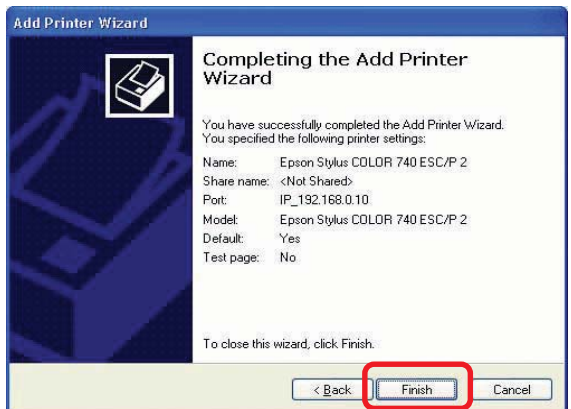 Add Printer Wizard
Completing the Add Printer
Wizard
You have successfully completed the Add Printer Wizard.
You specified the following printer settings:
Name: Epson Stylus COLOR 740 ESC/P 2
Share name: <Not Shared>
Port: IP_192.168.0.10
Model: Epson Stylus COLOR 740 ESC/P 2
Default: Yes
Test page: No
To close this wizard, click Finish.
< Back Finish Cancel